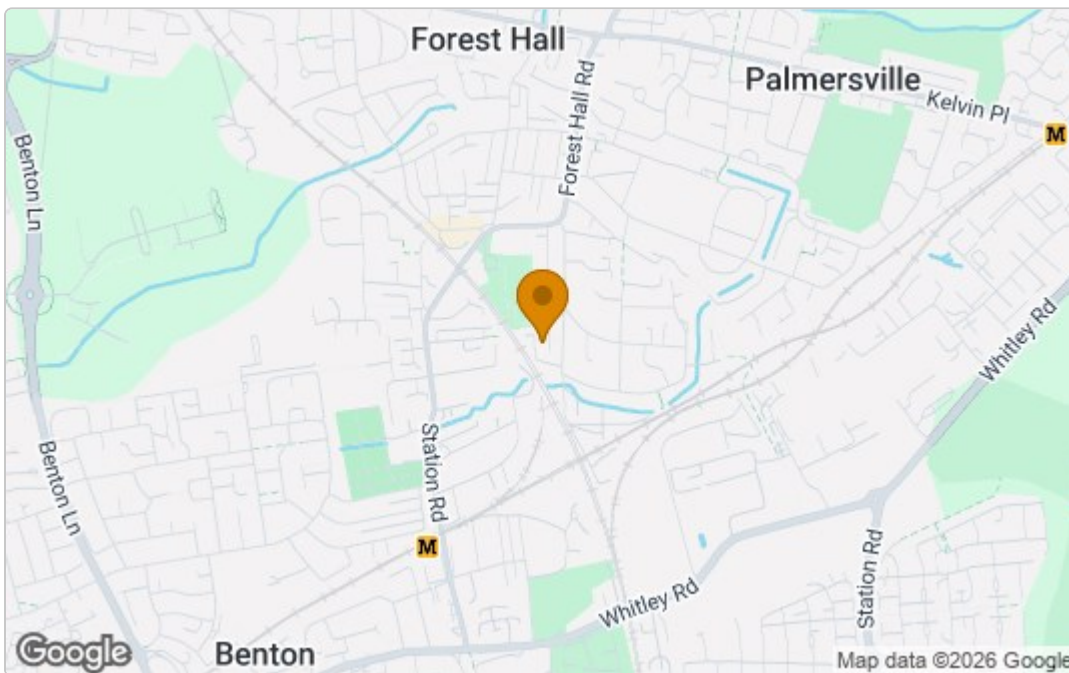 Forest Hall
Palmersville
Forest Hall Rd
Kelvin Pl
M
Benton Ln
Whitley Rd
Benton Ln
Station Rd
M
Station Rd
Whitley Rd
Benton
Google
Map data ©2026 Google